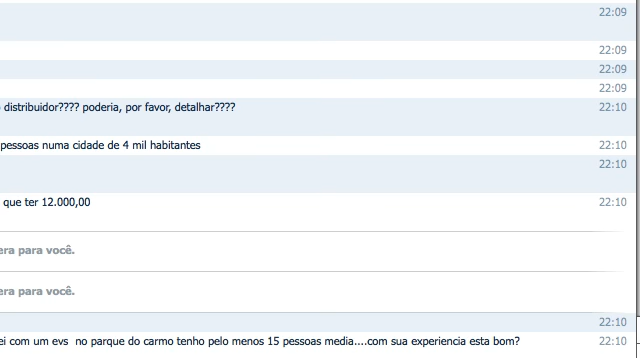 22:09
22:09
22:09
22:09
distribuidor???? poderia, por favor, detalhar???? 22:10
pessoas numa cidade de 4 mil habitantes 22:10
22:10
que ter 12.000,00 22:10
era para você.
era para você.
22:10
ei com um evs no parque do carmo tenho pelo menos 15 pessoas media....com sua experiencia esta bom? 22:10